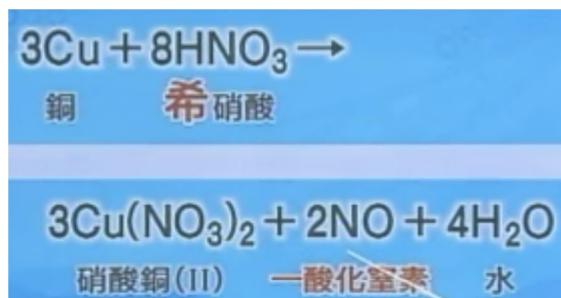 3Cu+8HNO₃→
銅 希硝酸
3Cu(NO₃)₂+2NO+4H₂O
硝酸銅(II) 一酸化窒素 水